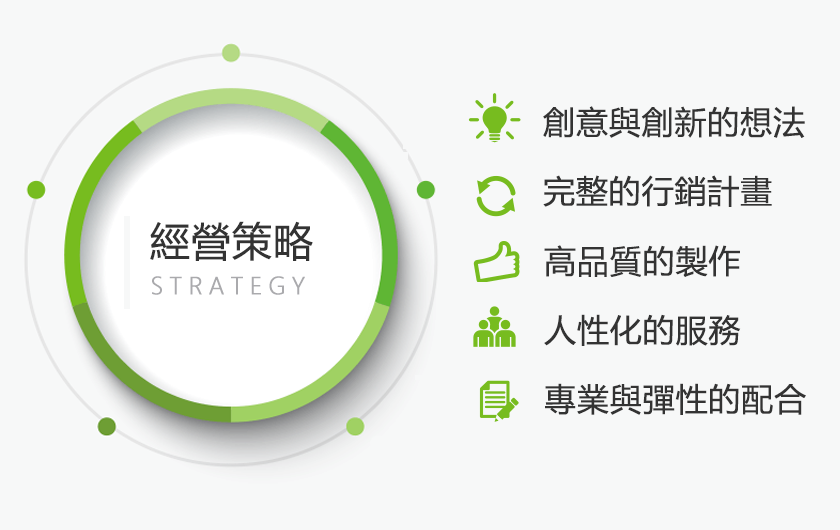 經營策略
STRATEGY
創意與創新的想法
完整的行銷計畫
高品質的製作
人性化的服務
專業與彈性的配合